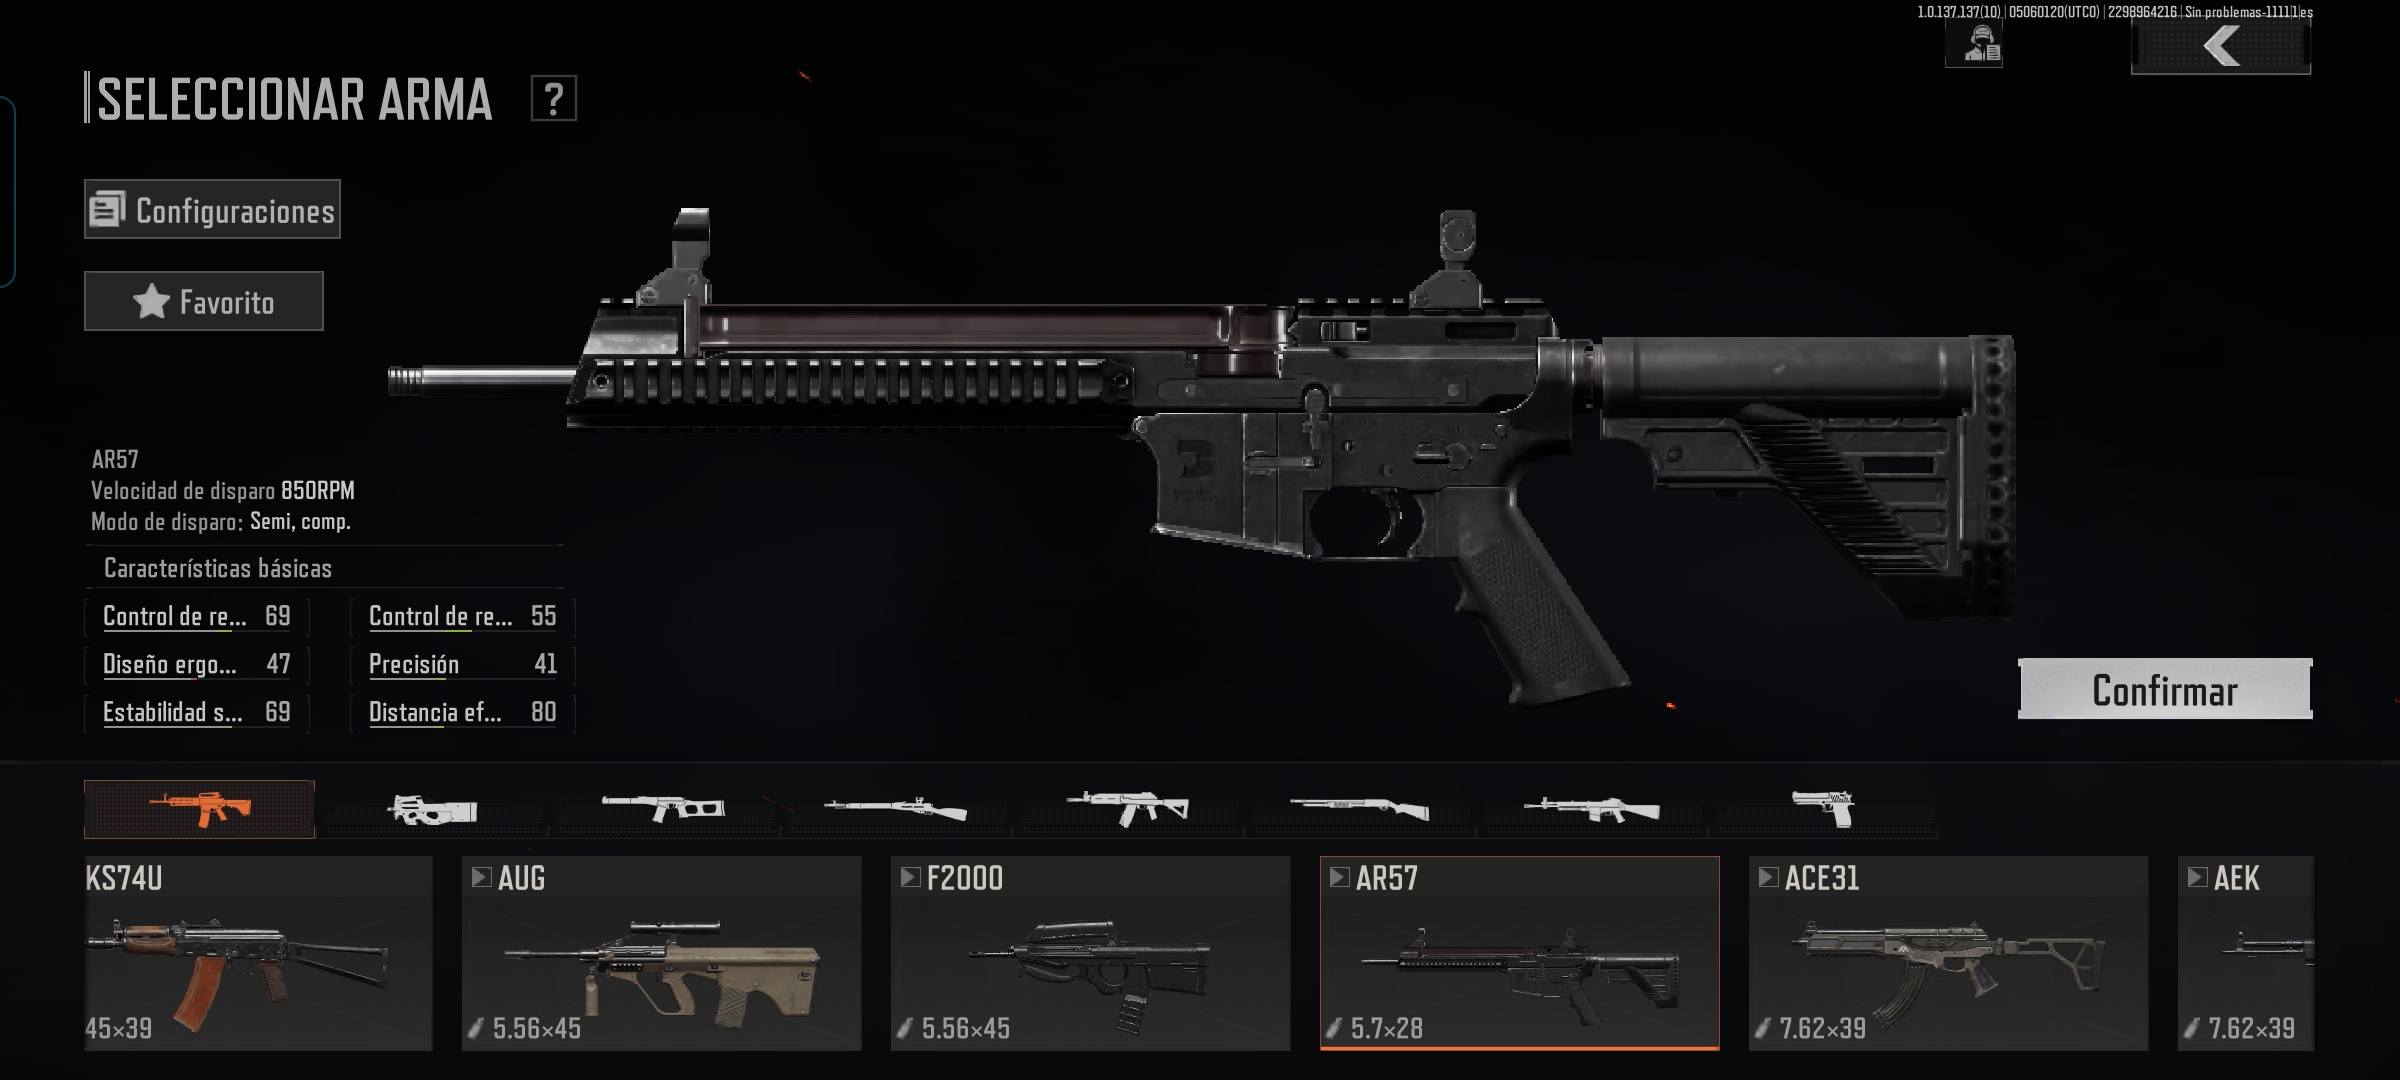 1.0.137.137(10) | 05060120(UTC0) | 2298964216 | Sin problemas-1111|1|es
SELECCIONAR ARMA ?
Configuraciones
Favorito
AR57
Velocidad de disparo 850RPM
Modo de disparo: Semi, comp.
Características básicas
Control de re... 69 Control de re... 55
Diseño ergo... 47 Precisión 41
Estabilidad s... 69 Distancia ef... 80
Confirmar
KS74U AUG F2000 AR57 ACE31 AEK
45×39 5.56×45 5.56×45 5.7×28 7.62×39 7.62×39